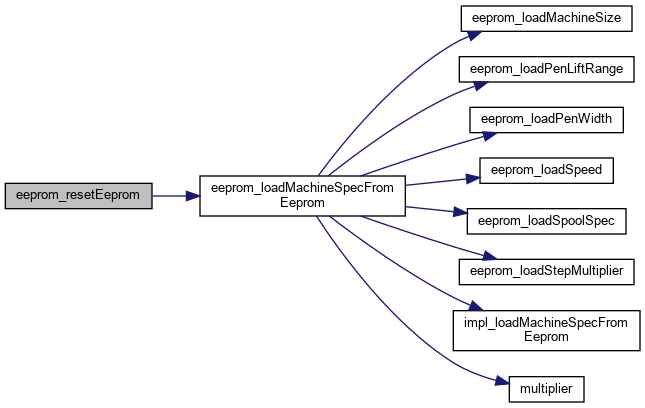 eeprom_resetEeprom
eeprom_loadMachineSpecFrom
Eeprom
eeprom_loadMachineSize
eeprom_loadPenLiftRange
eeprom_loadPenWidth
eeprom_loadSpeed
eeprom_loadSpoolSpec
eeprom_loadStepMultiplier
impl_loadMachineSpecFrom
Eeprom
multiplier